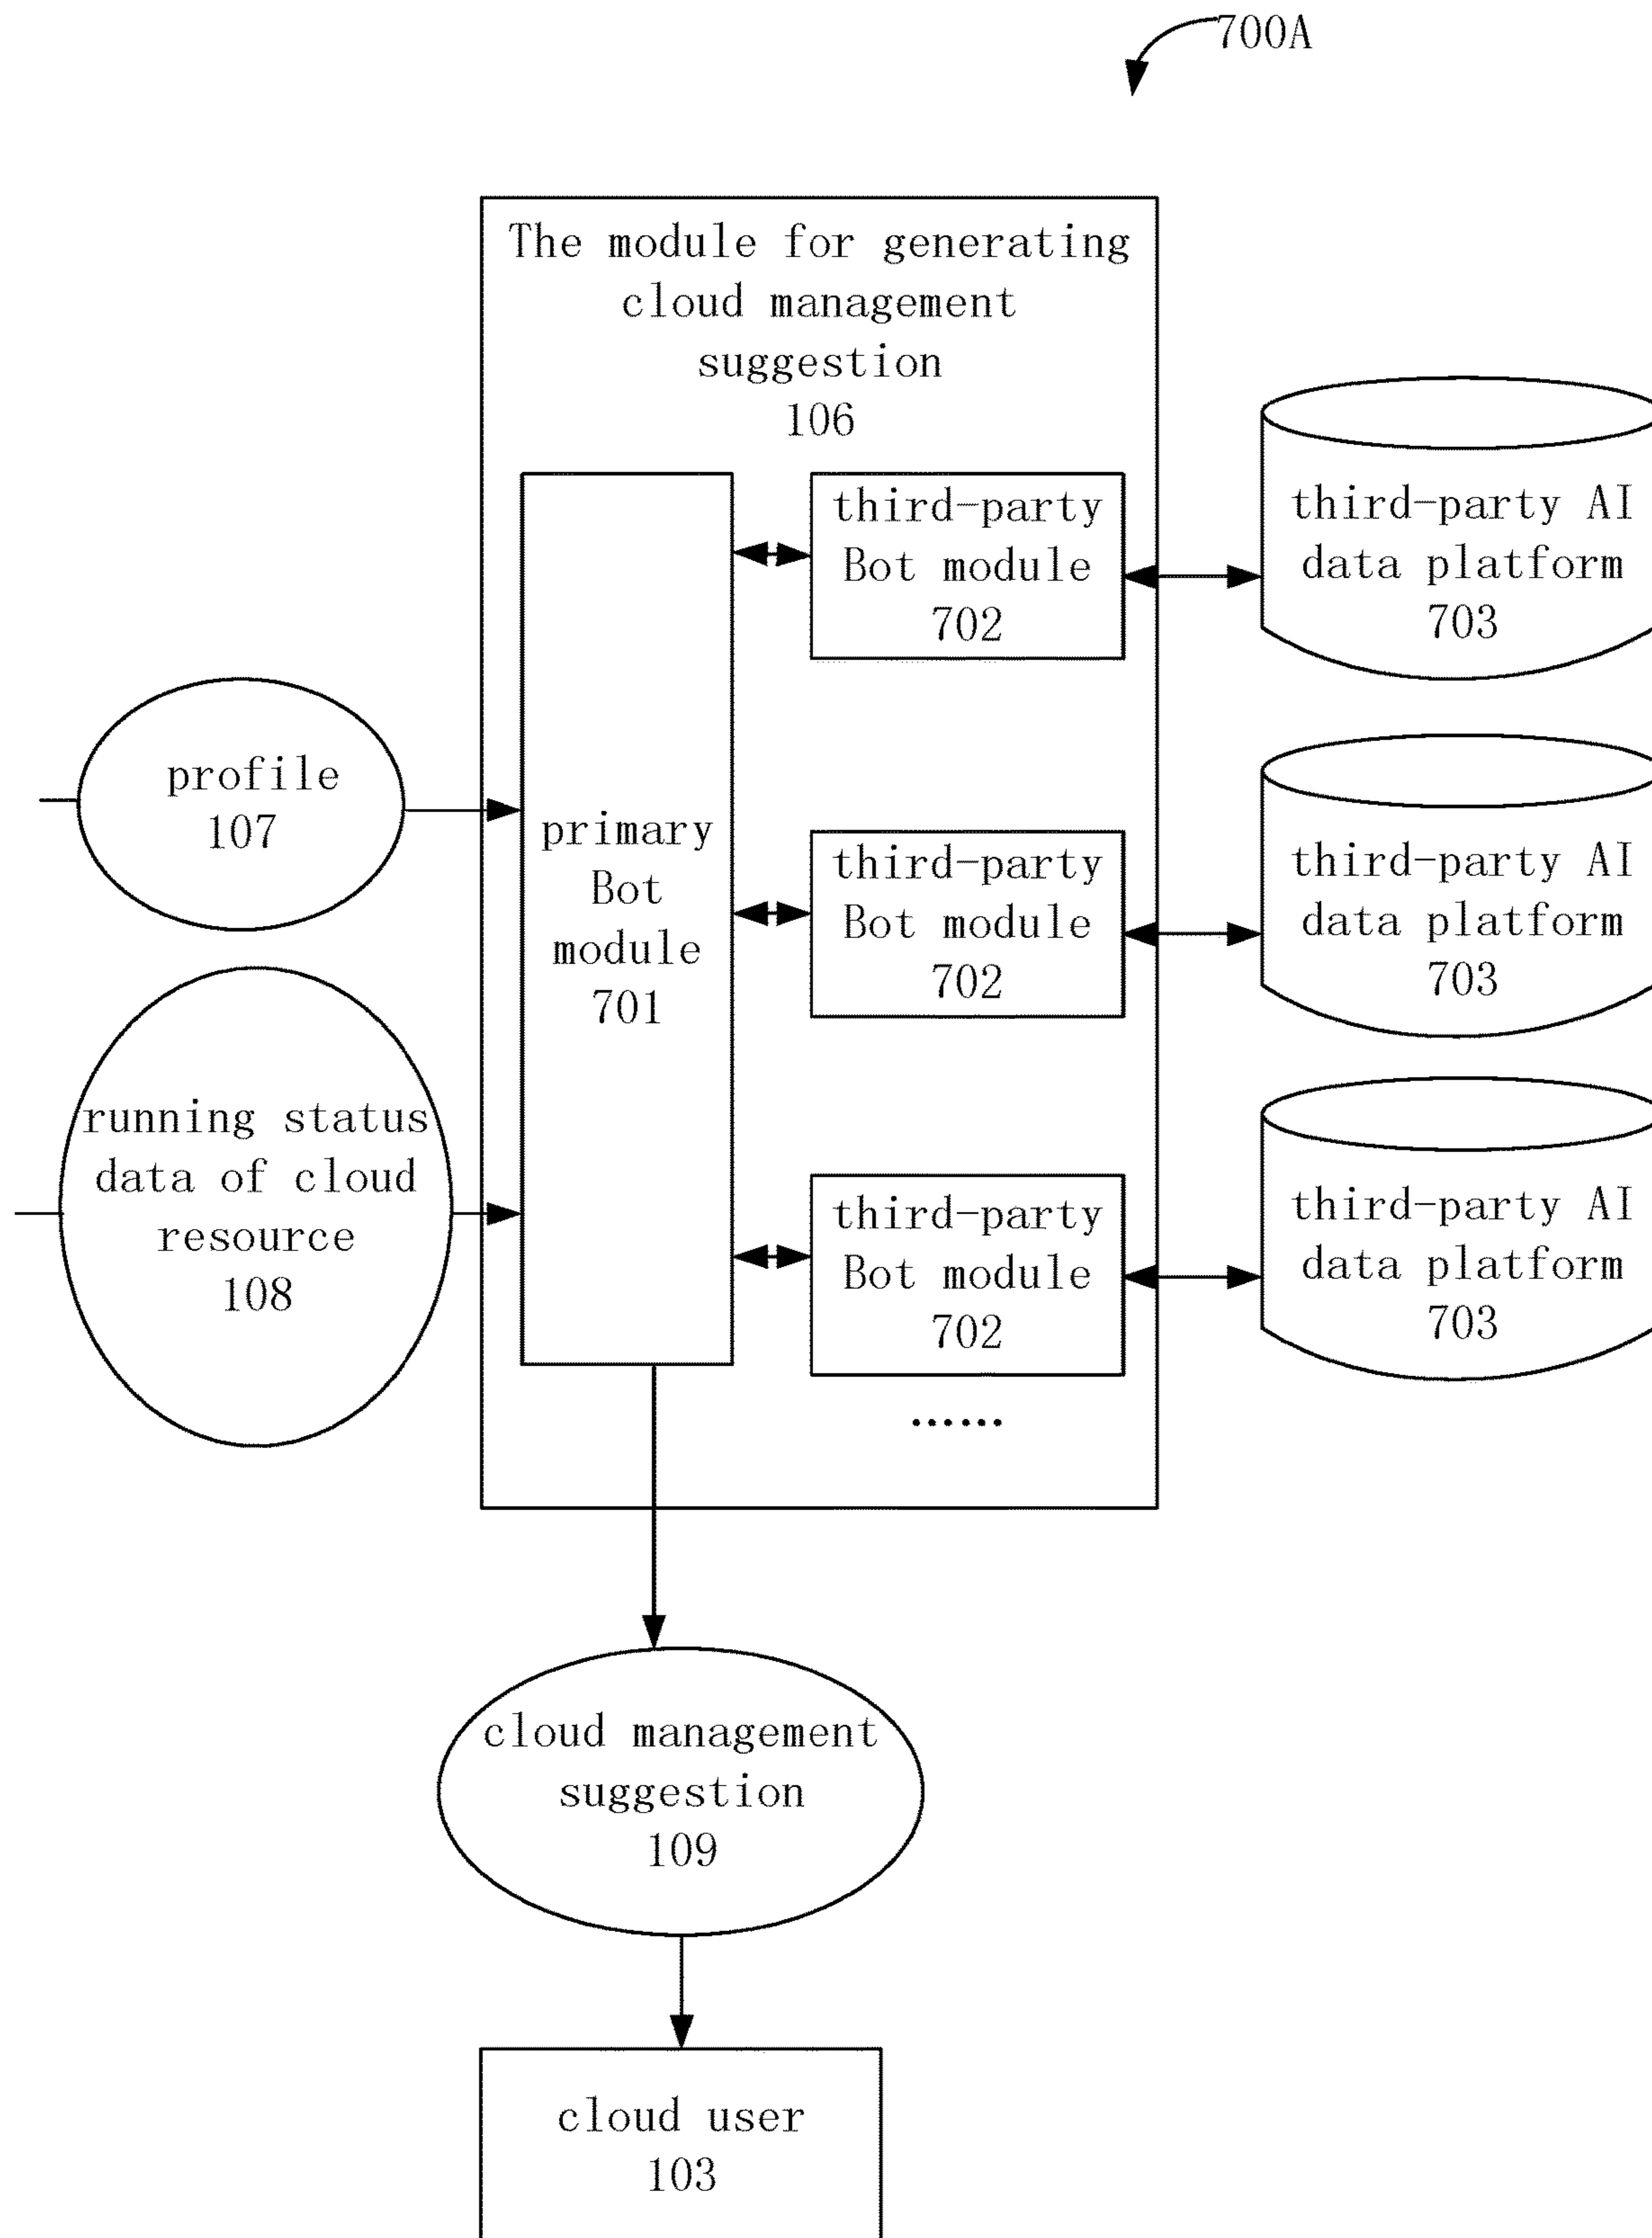 700A
The module for generating
cloud management
suggestion
106
third-party
Bot module
702
third-party AI
data platform
703
profile
107
primary
Bot
module
701
third-party
Bot module
702
third-party AI
data platform
703
running status
data of cloud
resource
108
third-party
Bot module
702
third-party AI
data platform
703
......
cloud management
suggestion
109
cloud user
103